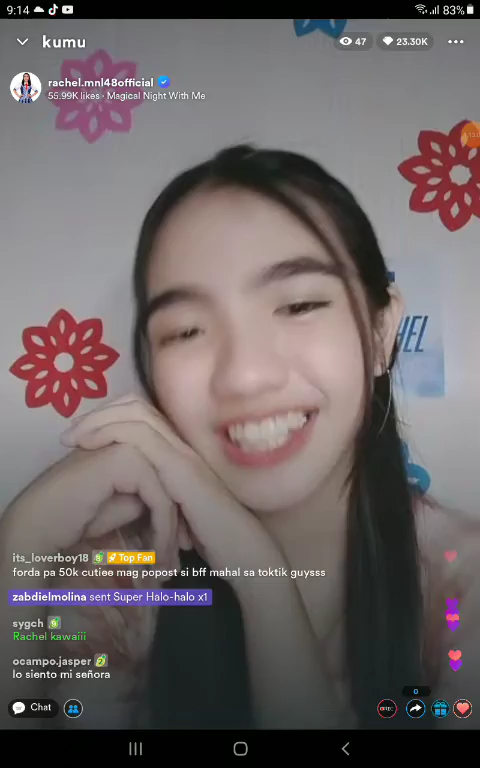 9:14
83%
kumu
47
23.30K
rachel.mnl48official
55.99K likes · Magical Night With Me
HEL
its_loverboy18 Top Fan
forda pa 50k cutiee mag popost si bff mahal sa toktik guysss
zabdielmolina sent Super Halo-halo x1
sygch
Rachel kawaiii
ocampo.jasper
lo siento mi señora
0
Chat